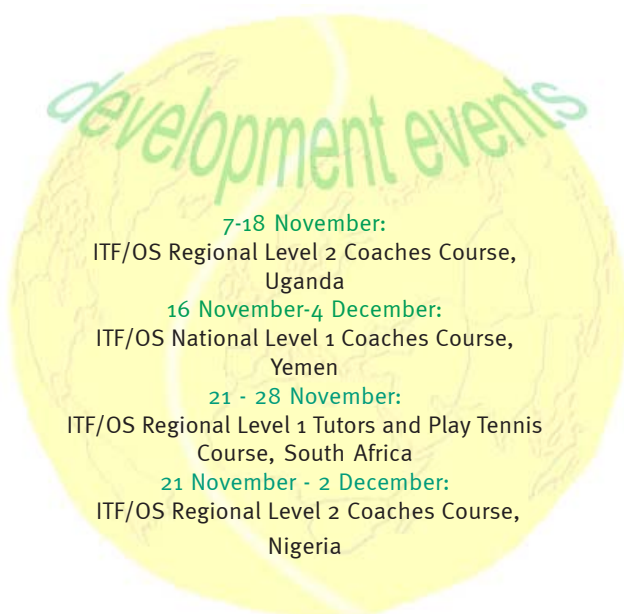 development events
7-18 November:
ITF/OS Regional Level 2 Coaches Course,
Uganda
16 November-4 December:
ITF/OS National Level 1 Coaches Course,
Yemen
21 - 28 November:
ITF/OS Regional Level 1 Tutors and Play Tennis
Course, South Africa
21 November - 2 December:
ITF/OS Regional Level 2 Coaches Course,
Nigeria